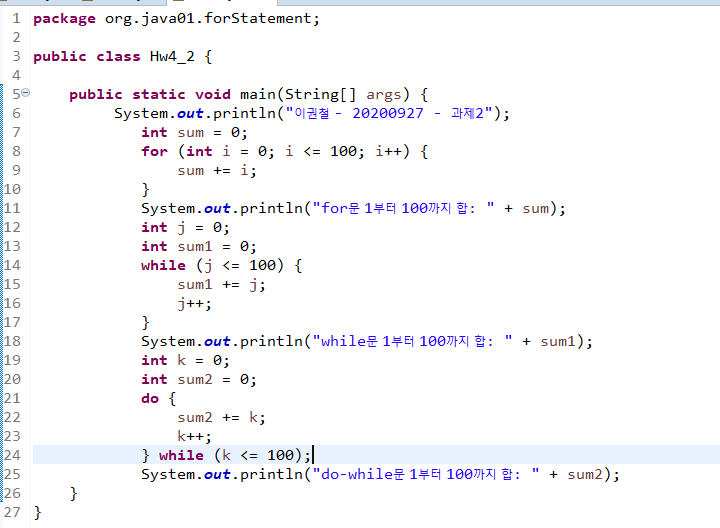 1 package org.java01.forStatement;
2
3 public class Hw4_2 {
4
5 public static void main(String[] args) {
6 System.out.println("이권철 - 20200927 - 과제2");
7 int sum = 0;
8 for (int i = 0; i <= 100; i++) {
9 sum += i;
10 }
11 System.out.println("for문 1부터 100까지 합: " + sum);
12 int j = 0;
13 int sum1 = 0;
14 while (j <= 100) {
15 sum1 += j;
16 j++;
17 }
18 System.out.println("while문 1부터 100까지 합: " + sum1);
19 int k = 0;
20 int sum2 = 0;
21 do {
22 sum2 += k;
23 k++;
24 } while (k <= 100);
25 System.out.println("do-while문 1부터 100까지 합: " + sum2);
26 }
27 }